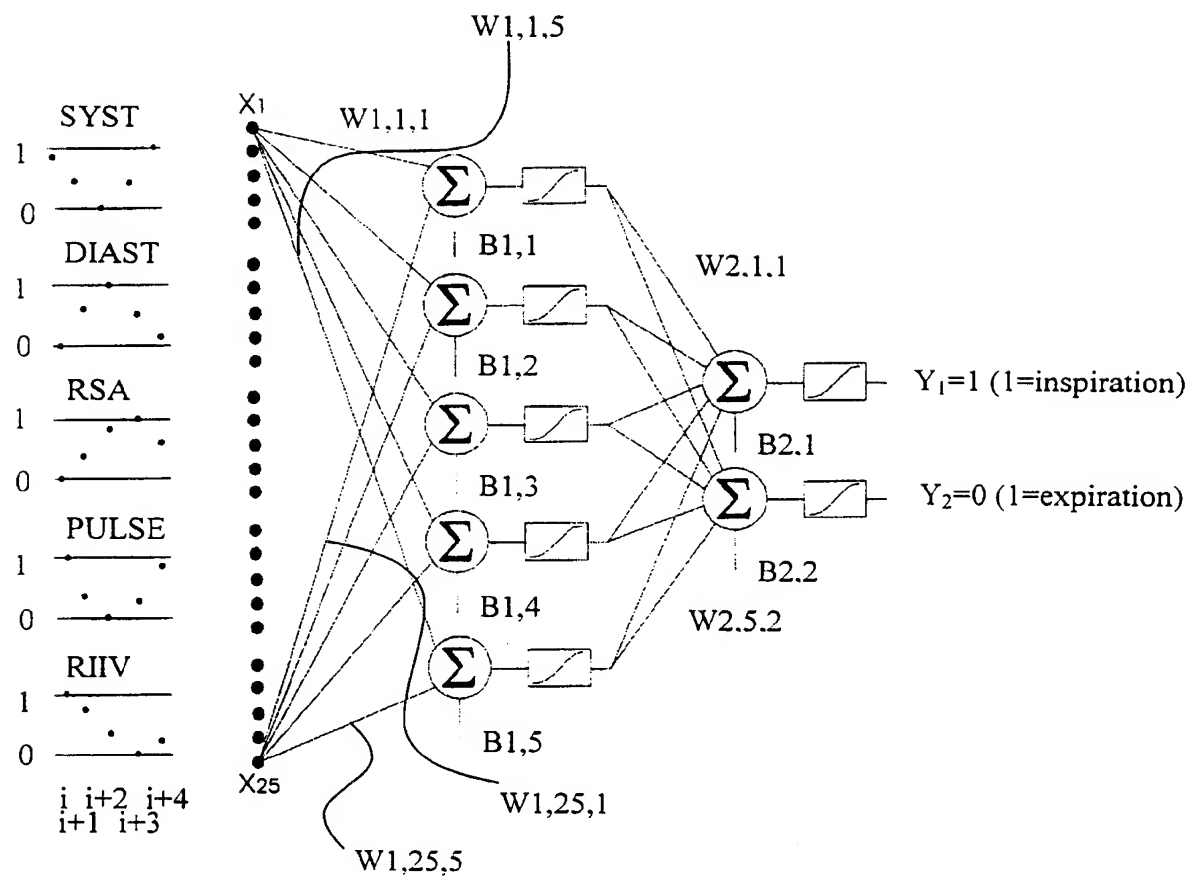 W1,1,5
X1
W1,1,1
SYST
1
0
DIAST
1
0
RSA
1
0
PULSE
1
0
RIIV
1
0
i i+2 i+4
i+1 i+3
X25
Σ
B1,1
Σ
B1,2
Σ
B1,3
Σ
B1,4
Σ
B1,5
W2.1.1
Σ
B2,1
Σ
B2,2
W2.5.2
Y1=1 (1=inspiration)
Y2=0 (1=expiration)
W1,25,1
W1,25,5